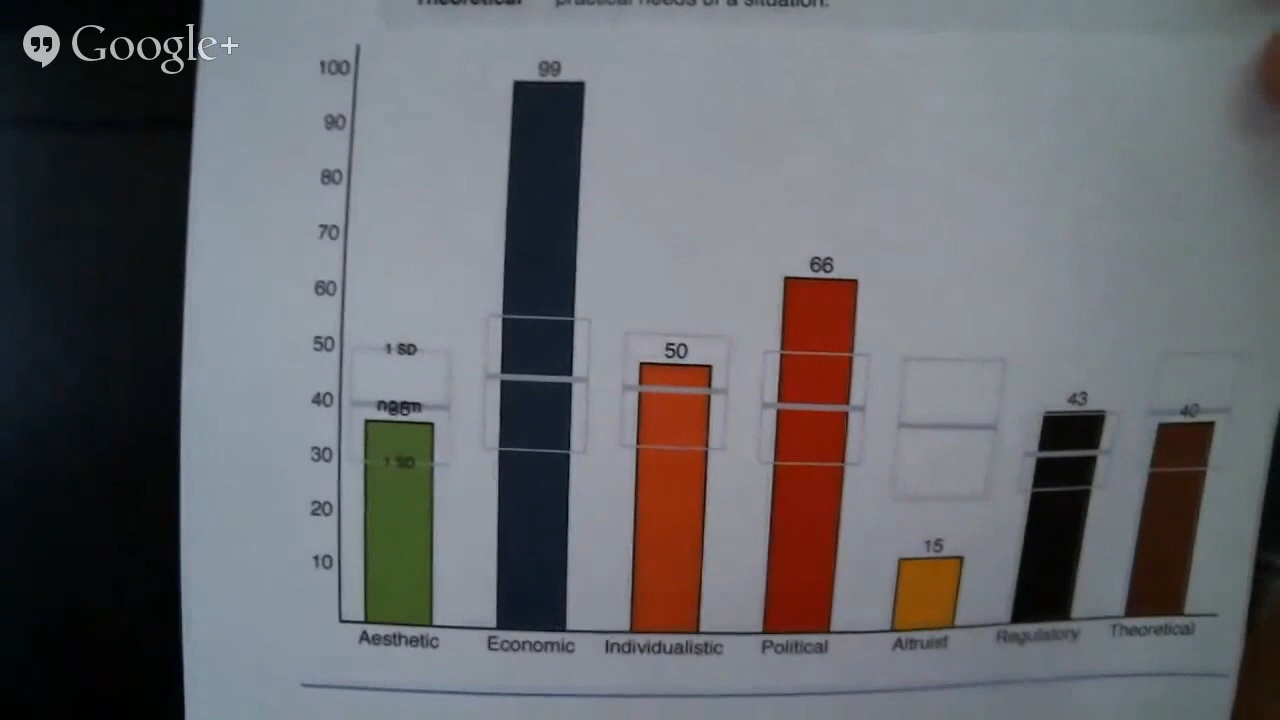 Theoretical practical needs of a situation.
Google+
100
90
80
70
60
50
40
30
20
10
99
66
50
43
40
15
1 SD
norm
1 SD
Aesthetic Economic Individualistic Political Altruist Regulatory Theoretical